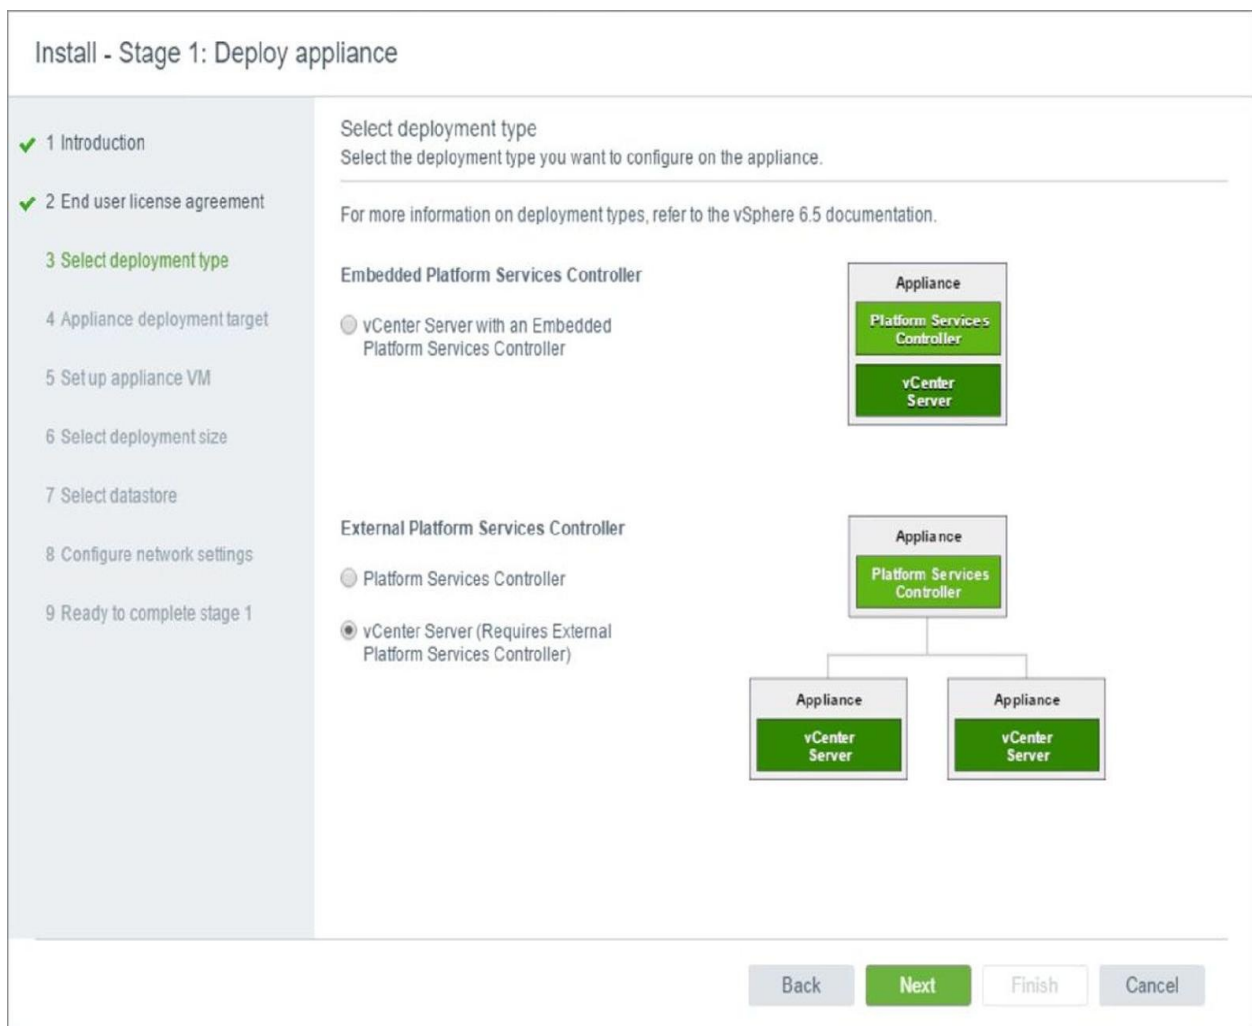 Install - Stage 1: Deploy appliance
1 Introduction
2 End user license agreement
3 Select deployment type
4 Appliance deployment target
5 Set up appliance VM
6 Select deployment size
7 Select datastore
8 Configure network settings
9 Ready to complete stage 1
Select deployment type
Select the deployment type you want to configure on the appliance.
For more information on deployment types, refer to the vSphere 6.5 documentation.
Embedded Platform Services Controller
vCenter Server with an Embedded
Platform Services Controller
Appliance
Platform Services
Controller
vCenter
Server
External Platform Services Controller
Platform Services Controller
vCenter Server (Requires External
Platform Services Controller)
Appliance
Platform Services
Controller
Appliance
vCenter
Server
Appliance
vCenter
Server
Back
Next
Finish
Cancel